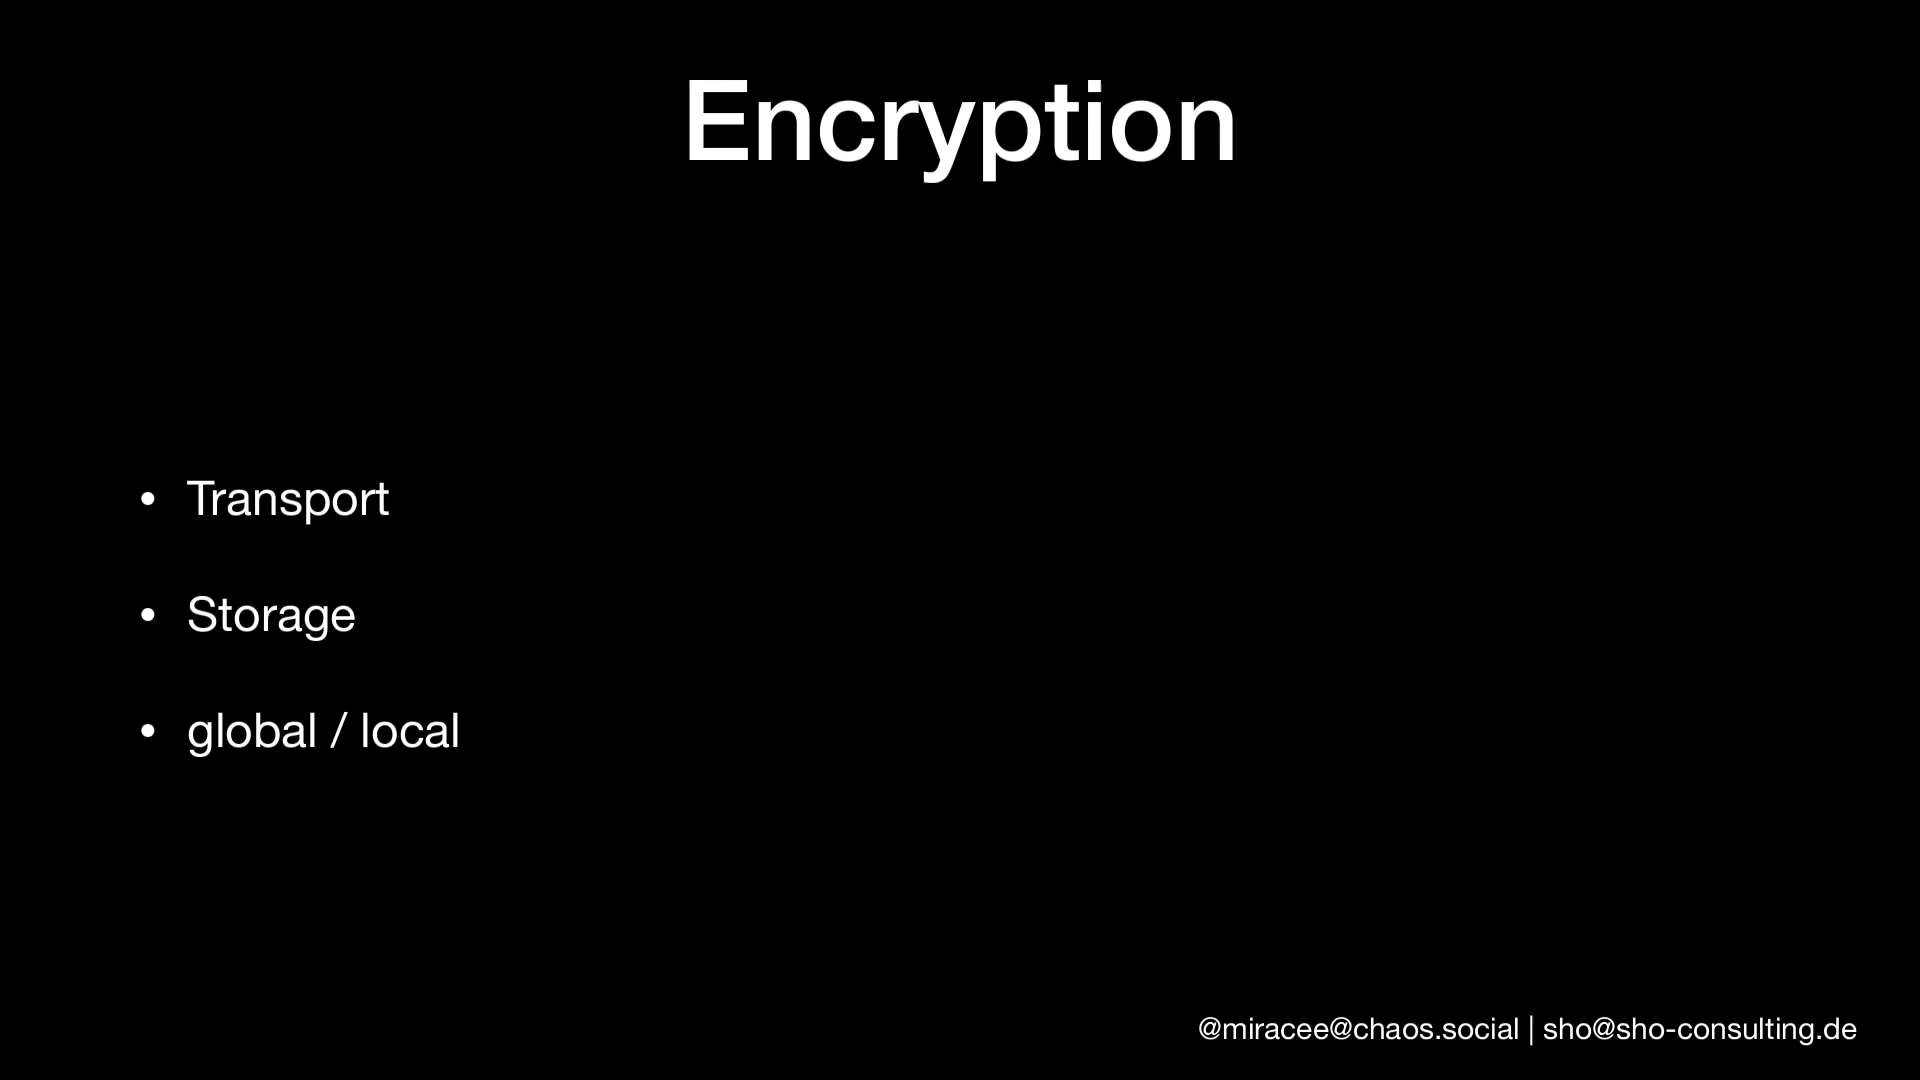 Encryption
• Transport
• Storage
• global / local
@miracee@chaos.social | sho@sho-consulting.de